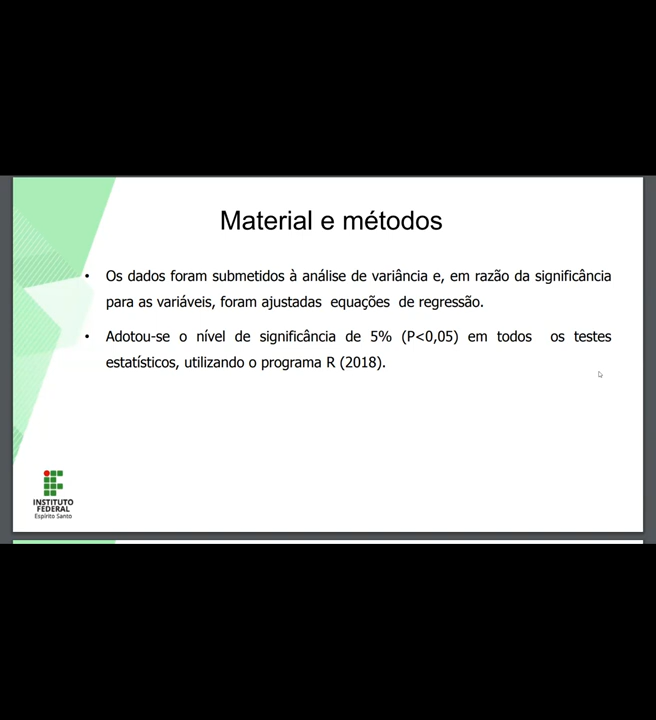 Material e métodos
• Os dados foram submetidos à análise de variância e, em razão da significância
para as variáveis, foram ajustadas equações de regressão.
• Adotou-se o nível de significância de 5% (P<0,05) em todos os testes
estatísticos, utilizando o programa R (2018).
INSTITUTO
FEDERAL
Espírito Santo